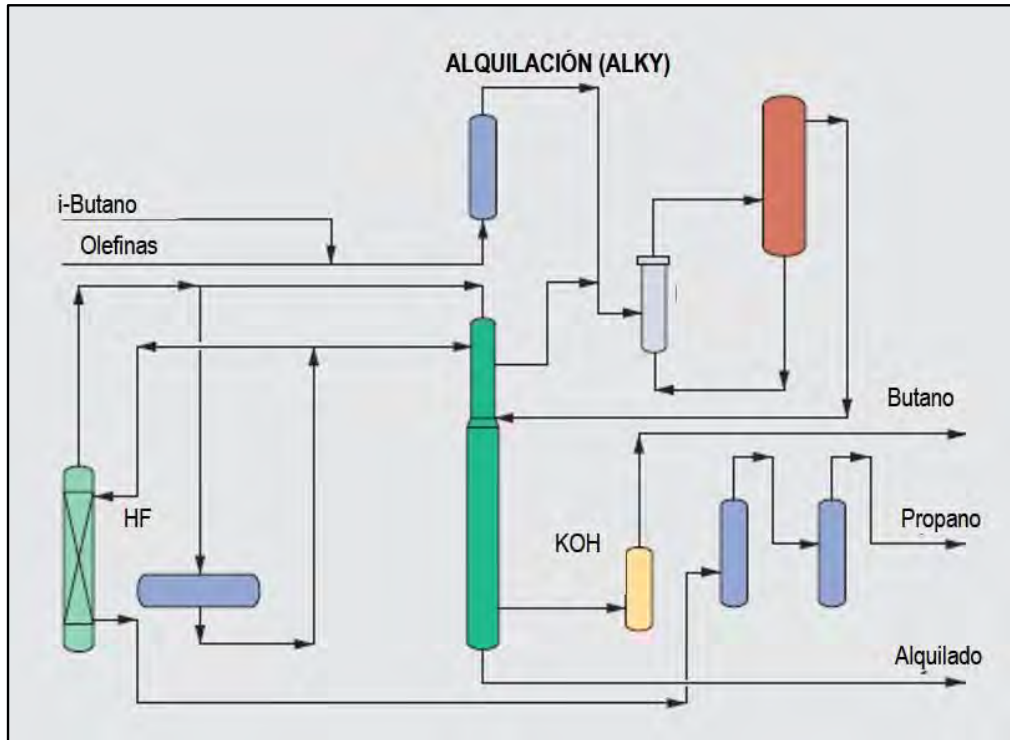 ALQUILACIÓN (ALKY)
i-Butano
Olefinas
Butano
HF
KOH
Propano
Alquilado